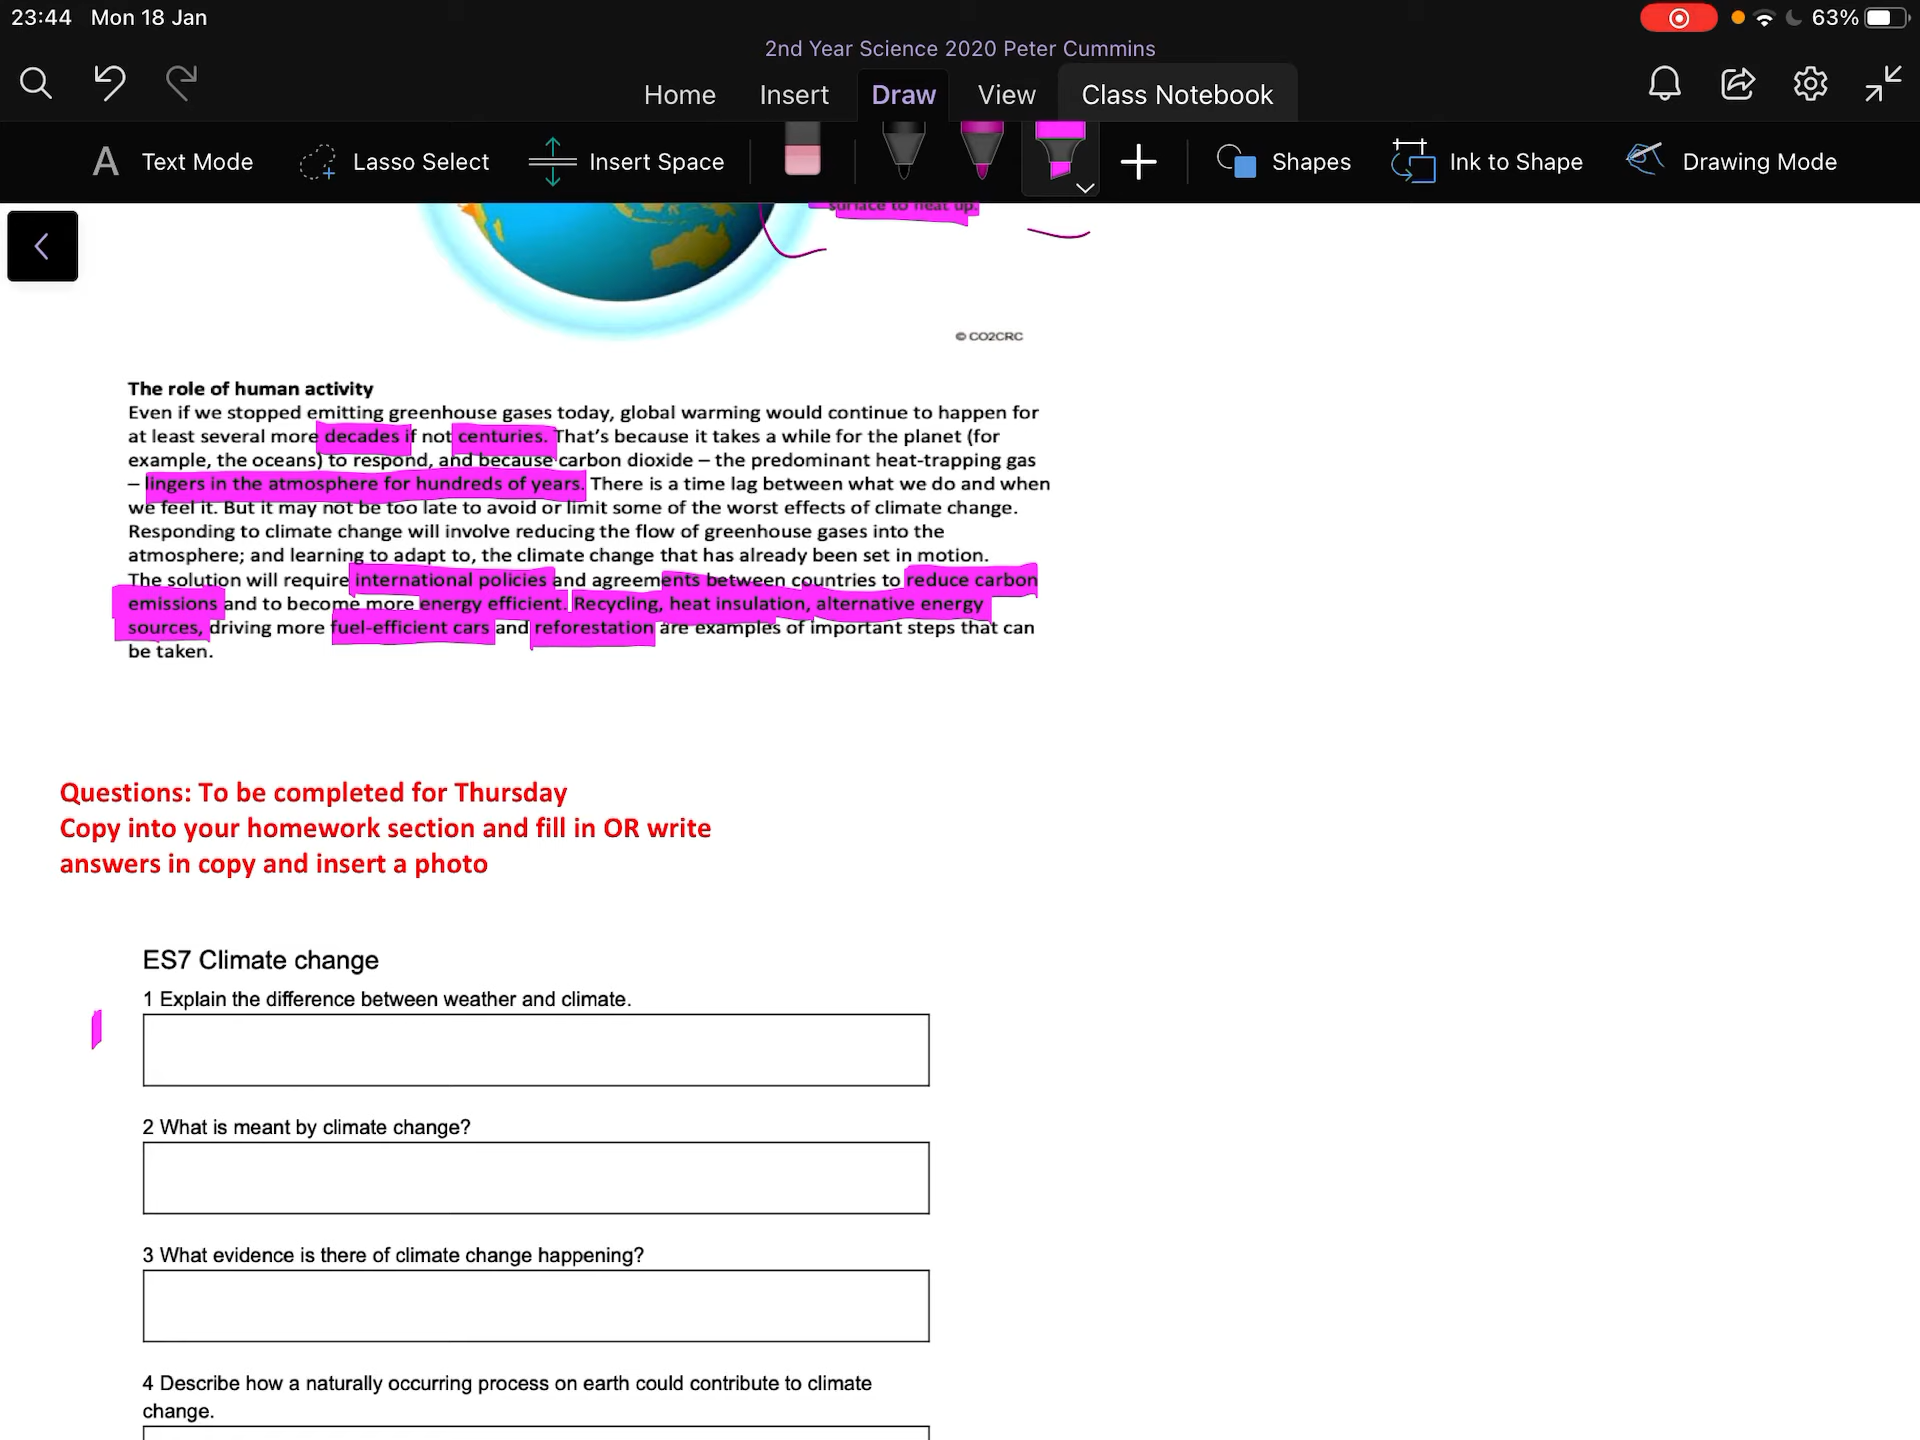 23:44 Mon 18 Jan
63%
2nd Year Science 2020 Peter Cummins
Home Insert Draw View Class Notebook
A Text Mode Lasso Select Insert Space Shapes Ink to Shape Drawing Mode
surface to heat up.
© CO2CRC
The role of human activity
Even if we stopped emitting greenhouse gases today, global warming would continue to happen for
at least several more decades if not centuries. That's because it takes a while for the planet (for
example, the oceans) to respond, and because carbon dioxide – the predominant heat-trapping gas
– lingers in the atmosphere for hundreds of years. There is a time lag between what we do and when
we feel it. But it may not be too late to avoid or limit some of the worst effects of climate change.
Responding to climate change will involve reducing the flow of greenhouse gases into the
atmosphere; and learning to adapt to, the climate change that has already been set in motion.
The solution will require international policies and agreements between countries to reduce carbon
emissions and to become more energy efficient. Recycling, heat insulation, alternative energy
sources, driving more fuel-efficient cars and reforestation are examples of important steps that can
be taken.
Questions: To be completed for Thursday
Copy into your homework section and fill in OR write
answers in copy and insert a photo
ES7 Climate change
1 Explain the difference between weather and climate.
2 What is meant by climate change?
3 What evidence is there of climate change happening?
4 Describe how a naturally occurring process on earth could contribute to climate
change.